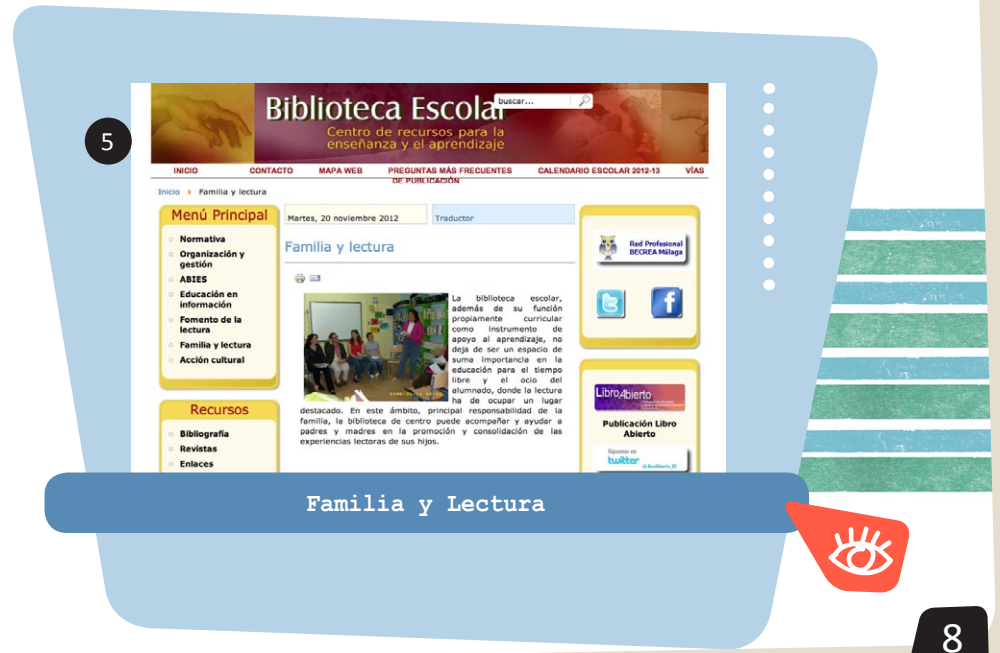 5
Biblioteca Escolar
buscar...
Centro de recursos para la
enseñanza y el aprendizaje
INICIO CONTACTO MAPA WEB PREGUNTAS MÁS FRECUENTES CALENDARIO ESCOLAR 2012-13 VÍAS
DE PUBLICACIÓN
Inicio Familia y lectura
Menú Principal
Normativa
Organización y
gestión
ABIES
Educación en
información
Fomento de la
lectura
Familia y lectura
Acción cultural
Recursos
Bibliografía
Revistas
Enlaces
Martes, 20 noviembre 2012
Traductor
Familia y lectura
La biblioteca escolar,
además de su función
propiamente curricular
como instrumento de
apoyo al aprendizaje, no
deja de ser un espacio de
suma importancia en la
educación para el tiempo
libre y el ocio del
alumnado, donde la lectura
ha de ocupar un lugar
destacado. En este ámbito, principal responsabilidad de la
familia, la biblioteca de centro puede acompañar y ayudar a
padres y madres en la promoción y consolidación de las
experiencias lectoras de sus hijos.
Red Profesional
BECREA Málaga
LibroAbierto
Publicación Libro
Abierto
Síguenos en
twitter
Familia y Lectura
8